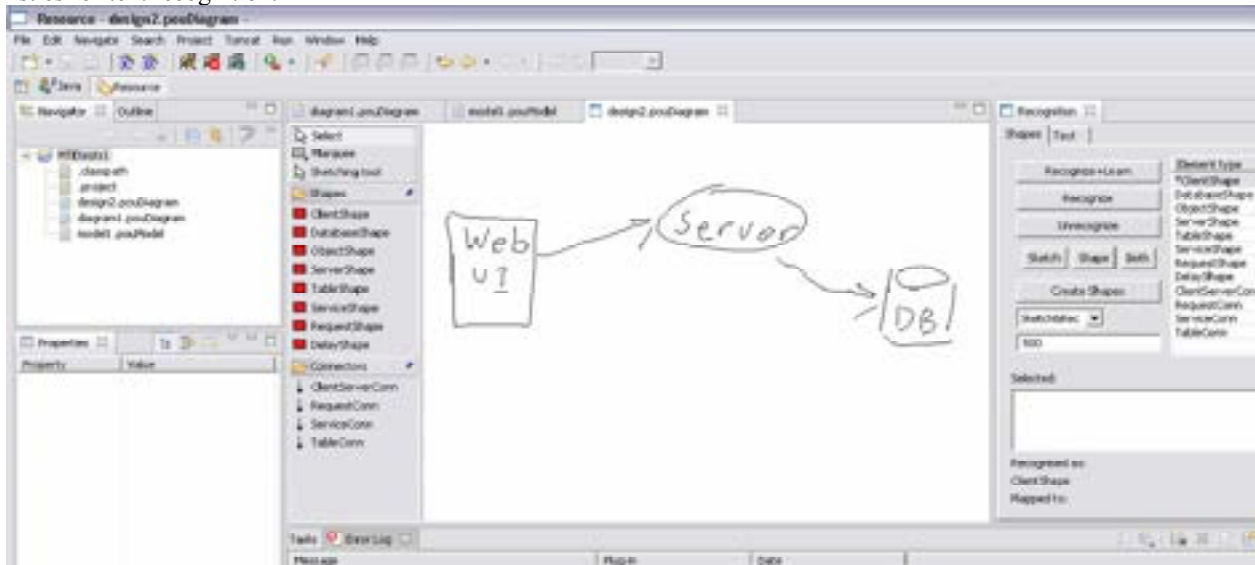 Resource - design2.pouDiagram -
File Edit Navigate Search Project Tomcat Run Window Help
Java Resource
Navigator Outline
diagram1.pouDiagram model1.pouModel design2.pouDiagram
Recognition
Select
Marquee
Sketching tool
Shapes
ClientShape
DatabaseShape
ObjectShape
ServerShape
TableShape
ServiceShape
RequestShape
DelayShape
Connectors
ClientServerConn
RequestConn
ServiceConn
TableConn
.classpath
.project
design2.pouDiagram
diagram1.pouDiagram
model1.pouModel
Properties
Property Value
Web
UI
Server
DB
Shapes Text
Recognize+Learn
Recognize
Unrecognize
Sketch Shape Both
Create Shapes
500
Element type
*ClientShape
DatabaseShape
ObjectShape
ServerShape
TableShape
ServiceShape
RequestShape
DelayShape
ClientServerCon
RequestConn
ServiceConn
TableConn
Selected:
Recognised as:
ClientShape
Mapped to:
Tasks Error Log
Message Plug-in Date